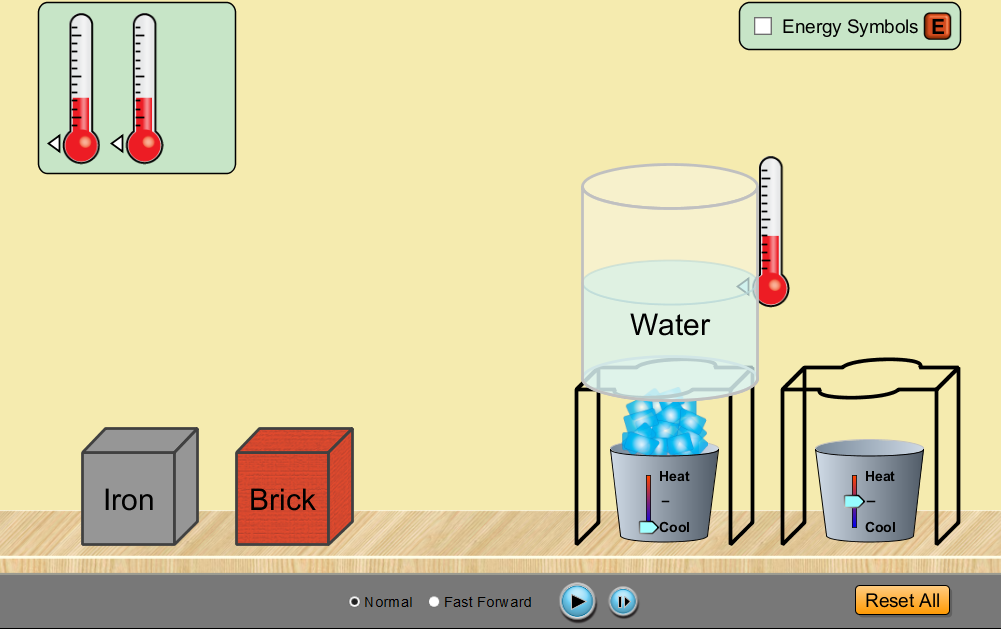 Energy Symbols E
Water
Iron
Brick
Heat
Cool
Heat
Cool
Normal
Fast Forward
Reset All